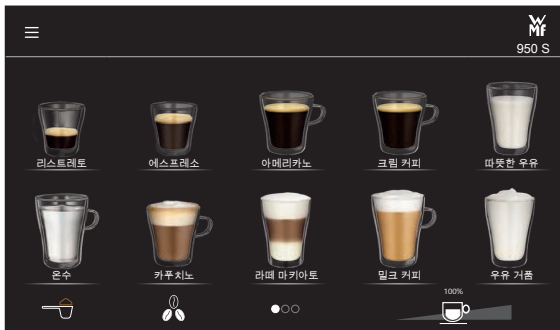 WMF
950 S
리스트레토
에스프레소
아메리카노
크림 커피
따뜻한 우유
온수
카푸치노
라떼 마키아토
밀크 커피
우유 거품
100%